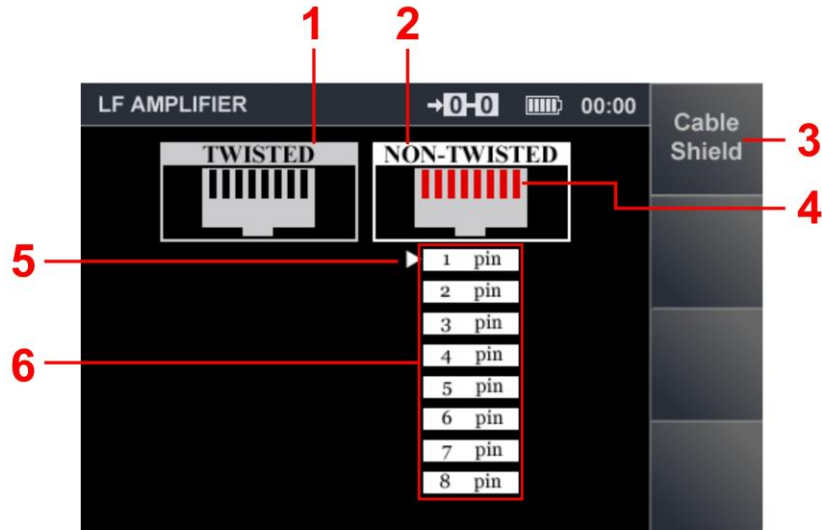 1 2
LF AMPLIFIER →0-0 00:00
Cable
Shield
3
TWISTED NON-TWISTED
4
5
1 pin
2 pin
3 pin
4 pin
5 pin
6 pin
7 pin
8 pin
6